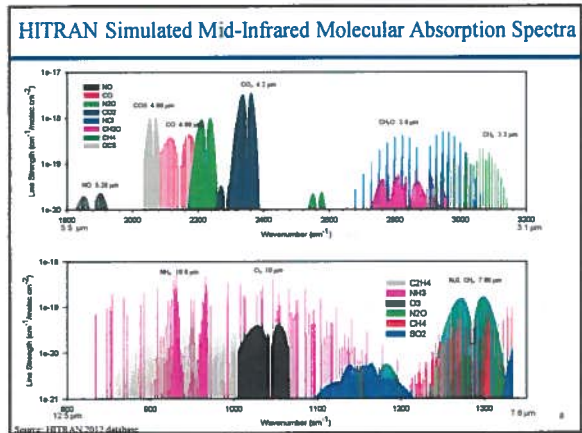 HITRAN Simulated Mid-Infrared Molecular Absorption Spectra
1e-17
1e-18
1e-19
1e-20
Line Strength (cm⁻¹/molec cm⁻²)
NO
CO
N2O
CO2
HCl
CH2O
CH4
OCS
NO 5.26 μm
COS 4.86 μm
CO 4.66 μm
CO₂ 4.2 μm
CH₂O 3.6 μm
CH₄ 3.3 μm
1800 2000 2200 2400 2600 2800 3000 3200
5.5 μm Wavenumber (cm⁻¹) 3.1 μm
1e-18
1e-19
1e-20
1e-21
Line Strength (cm⁻¹/molec cm⁻²)
NH₃ 10.6 μm
O₃ 10 μm
N₂O, CH₄ 7.66 μm
C2H4
NH3
O3
N2O
CH4
SO2
800 900 1000 1100 1200 1300
12.5 μm Wavenumber (cm⁻¹) 7.6 μm
8
Source: HITRAN 2012 database